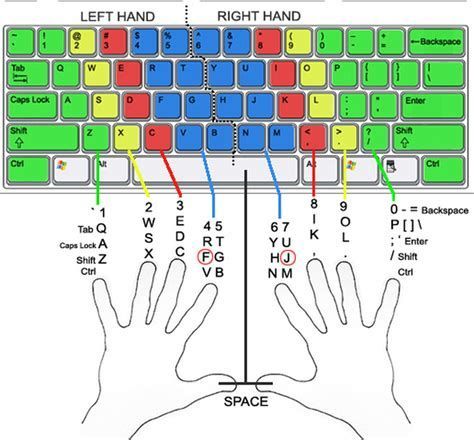 LEFT HAND RIGHT HAND
~ ! @ # $ % ^ & * ( ) _ + ← Backspace
` 1 2 3 4 5 6 7 8 9 0 - =
Tab Q W E R T Y U I O P { } |
[ ] \
Caps Lock A S D F G H J K L : " Enter
; '
Shift Z X C V B N M < > ? Shift
, . /
Ctrl Alt Alt Ctrl
` 1
Tab Q
Caps Lock A
Shift Z
Ctrl
2
W
S
X
3
E
D
C
4 5
R T
F G
V B
6 7
Y U
H J
N M
8
I
K
,
9
O
L
.
0 - = Backspace
P [ ] \
; ' Enter
/ Shift
Ctrl
SPACE